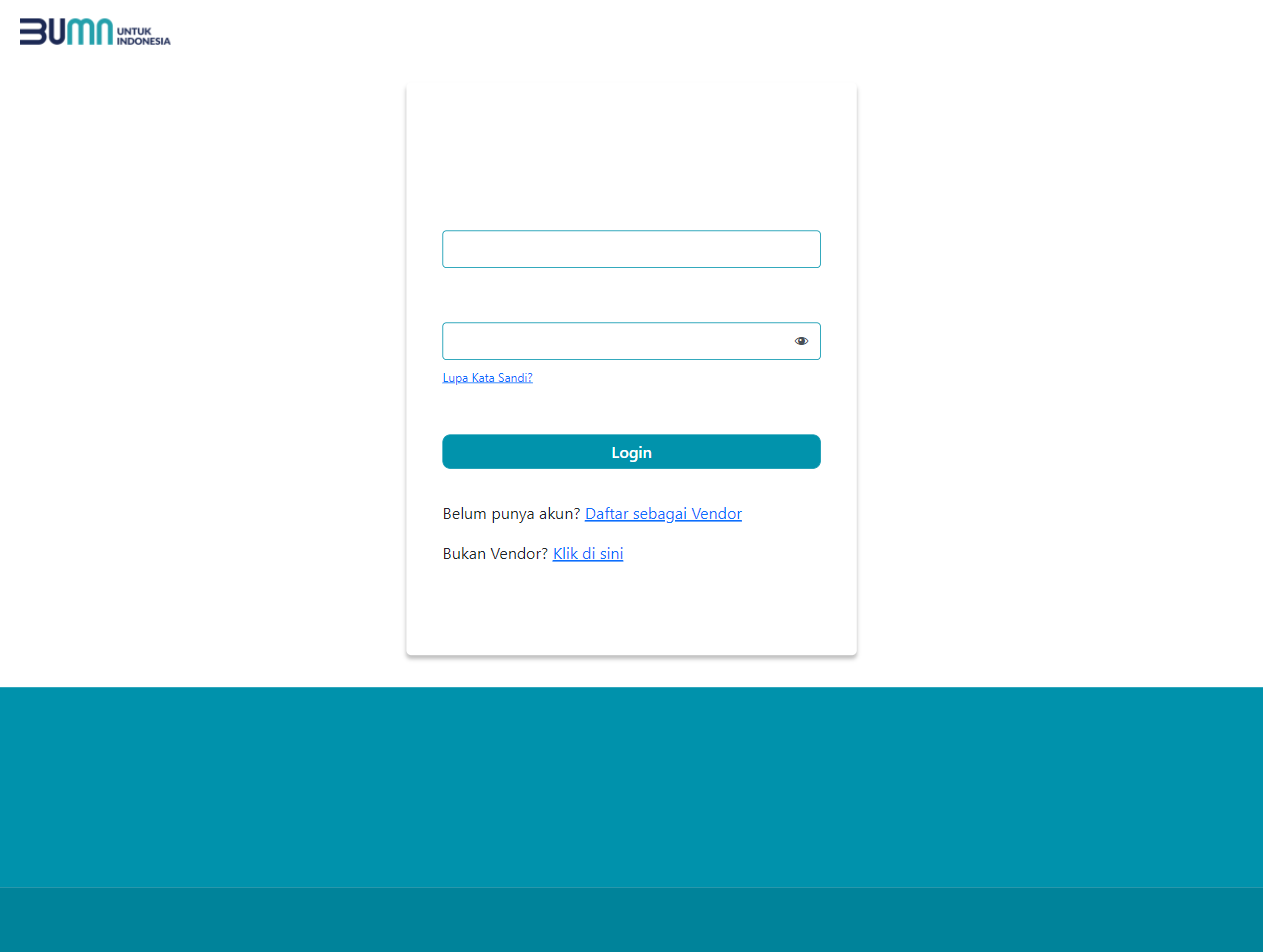 BUMN UNTUK
INDONESIA
Lupa Kata Sandi?
Login
Belum punya akun? Daftar sebagai Vendor
Bukan Vendor? Klik di sini